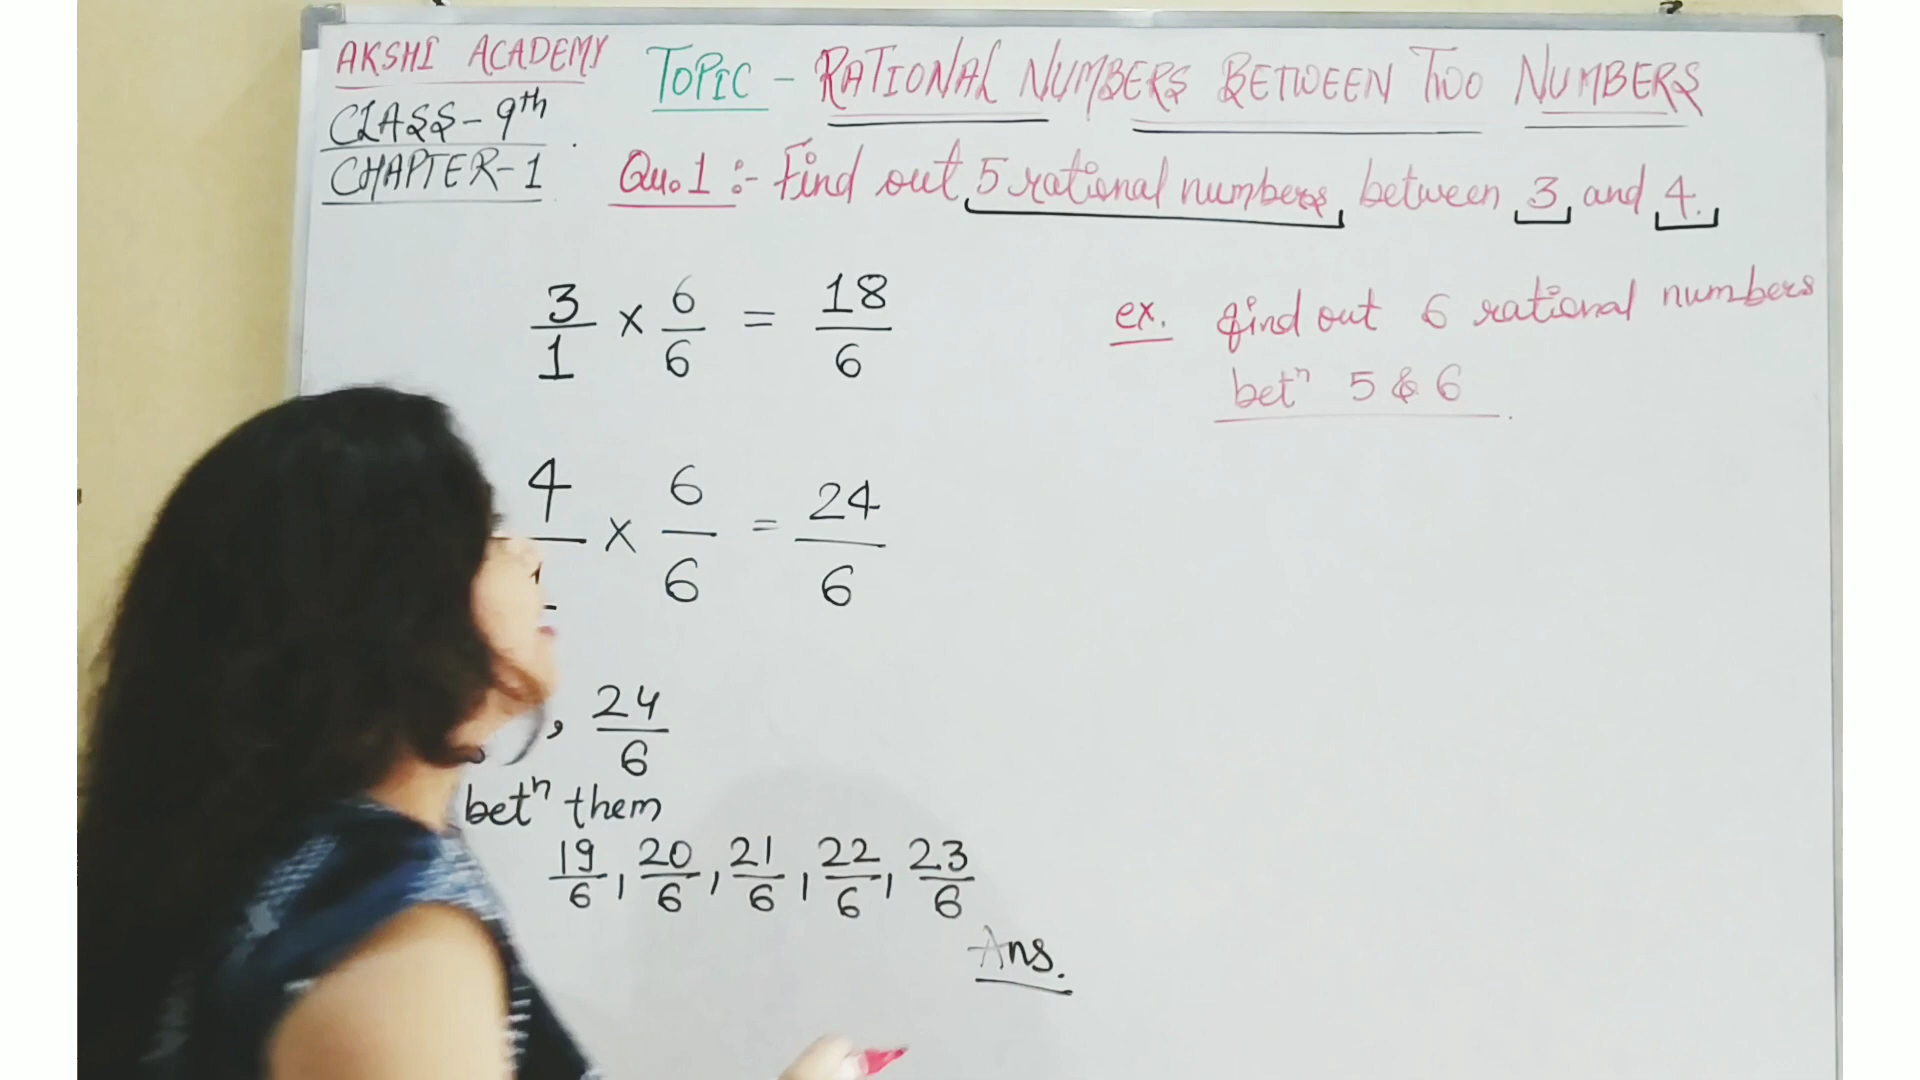 AKSHI ACADEMY
CLASS-9th
CHAPTER-1
TOPIC - RATIONAL NUMBERS BETWEEN TWO NUMBERS
Qu.1 :- Find out 5 rational numbers between 3 and 4.
3/1 × 6/6 = 18/6
4/1 × 6/6 = 24/6
, 24/6
betⁿ them
19/6, 20/6, 21/6, 22/6, 23/6
Ans.
ex. find out 6 rational numbers
betⁿ 5 & 6